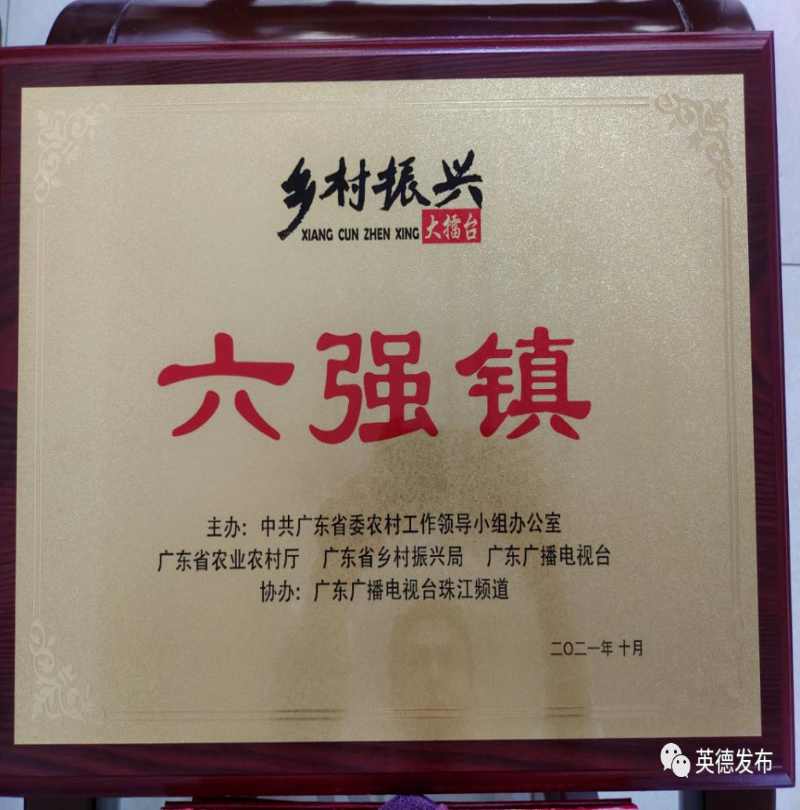 乡村振兴
XIANG CUN ZHEN XING 大擂台
六强镇
主办：中共广东省委农村工作领导小组办公室
广东省农业农村厅 广东省乡村振兴局 广东广播电视台
协办：广东广播电视台珠江频道
二〇二一年 十月
英德发布